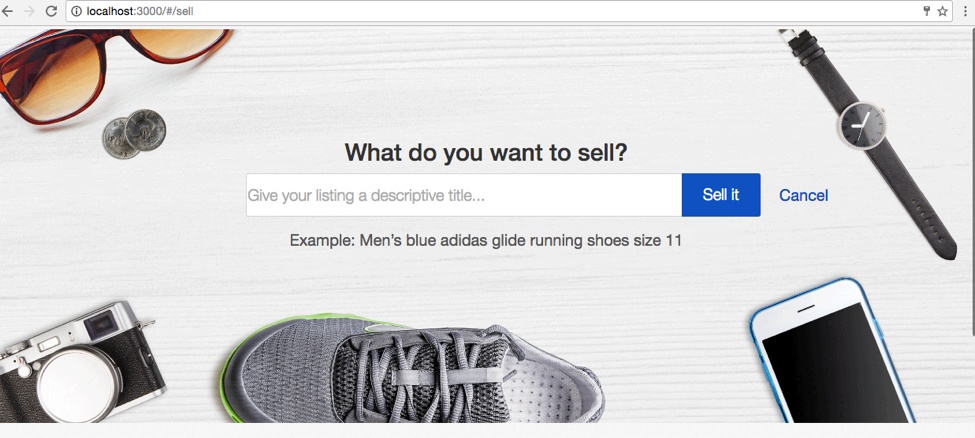 localhost:3000/#/sell
What do you want to sell?
Give your listing a descriptive title...
Sell it
Cancel
Example: Men’s blue adidas glide running shoes size 11